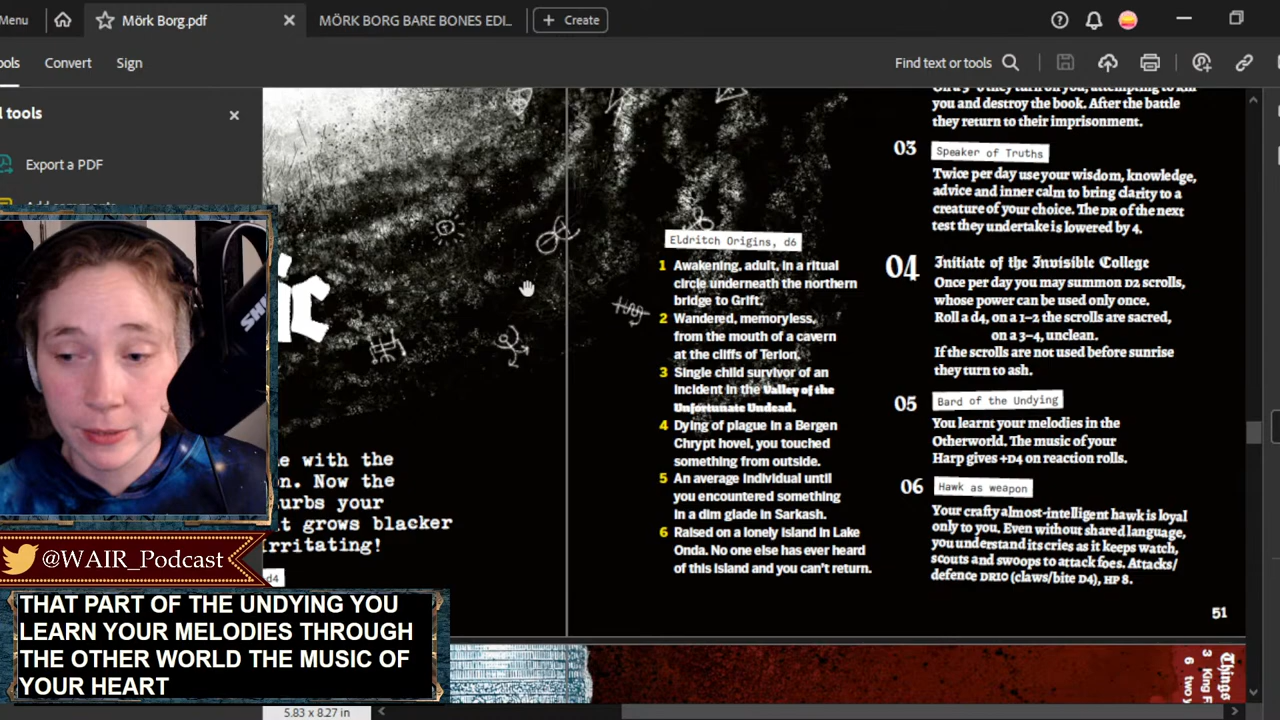 Menu
Mörk Borg.pdf
MÖRK BORG BARE BONES EDI...
Create
ools
Convert
Sign
Find text or tools
l tools
Export a PDF
you and destroy the book. After the battle
they return to their imprisonment.
03 Speaker of Truths
Twice per day use your wisdom, knowledge,
advice and inner calm to bring clarity to a
creature of your choice. The DR of the next
test they undertake is lowered by 4.
04 Initiate of the Invisible College
Once per day you may summon D2 scrolls,
whose power can be used only once.
Roll a d4, on a 1–2 the scrolls are sacred,
on a 3–4, unclean.
If the scrolls are not used before sunrise
they turn to ash.
05 Bard of the Undying
You learnt your melodies in the
Otherworld. The music of your
Harp gives +D4 on reaction rolls.
06 Hawk as weapon
Your crafty almost-intelligent hawk is loyal
only to you. Even without shared language,
you understand its cries as it keeps watch,
scouts and swoops to attack foes. Attacks/
defence DR10 (claws/bite D4), HP 8.
51
Eldritch Origins, d6
1 Awakening, adult, in a ritual
circle underneath the northern
bridge to Grift.
2 Wandered, memoryless,
from the mouth of a cavern
at the cliffs of Terion.
3 Single child survivor of an
incident in the Valley of the
Unfortunate Undead.
4 Dying of plague in a Bergen
Chrypt hovel, you touched
something from outside.
5 An average individual until
you encountered something
in a dim glade in Sarkash.
6 Raised on a lonely island in Lake
Onda. No one else has ever heard
of this island and you can't return.
ic
e with the
n. Now the
urbs your
t grows blacker
rritating!
d4
@WAIR_Podcast
THAT PART OF THE UNDYING YOU
LEARN YOUR MELODIES THROUGH
THE OTHER WORLD THE MUSIC OF
YOUR HEART
Things
3 King F
6 two y
5.83 x 8.27 in